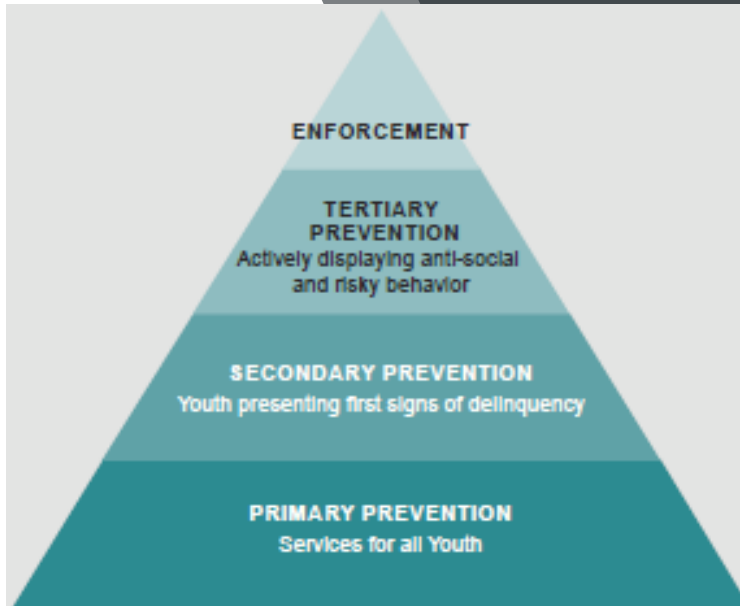 ENFORCEMENT
TERTIARY
PREVENTION
Actively displaying anti-social
and risky behavior
SECONDARY PREVENTION
Youth presenting first signs of delinquency
PRIMARY PREVENTION
Services for all Youth